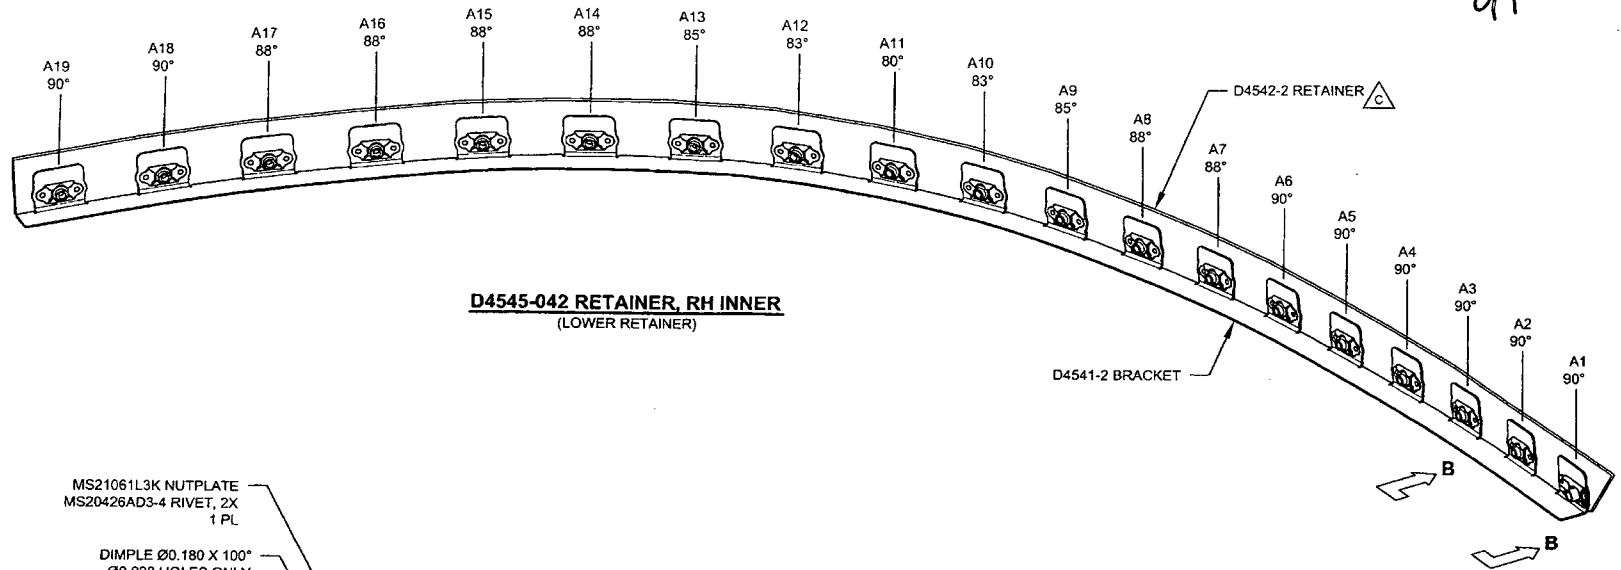 A19
90°
A18
90°
A17
88°
A16
88°
A15
88°
A14
88°
A13
85°
A12
83°
A11
80°
A10
83°
A9
85°
A8
88°
A7
88°
A6
90°
A5
90°
A4
90°
A3
90°
A2
90°
A1
90°
D4542-2 RETAINER
C
D4545-042 RETAINER, RH INNER
(LOWER RETAINER)
D4541-2 BRACKET
B
B
MS21061L3K NUTPLATE
MS20426AD3-4 RIVET, 2X
1 PL
DIMPLE Ø0.180 X 100°
HOLES ONLY